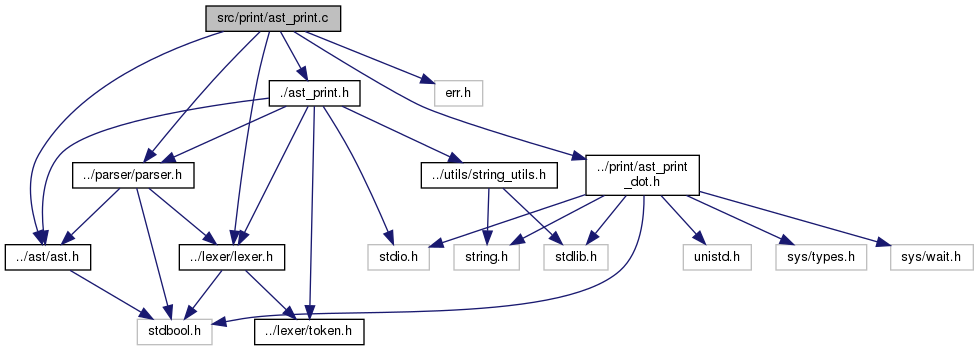 src/print/ast_print.c
./ast_print.h
err.h
../parser/parser.h
../utils/string_utils.h
../print/ast_print
_dot.h
../ast/ast.h
../lexer/lexer.h
stdio.h
string.h
stdlib.h
unistd.h
sys/types.h
sys/wait.h
stdbool.h
../lexer/token.h